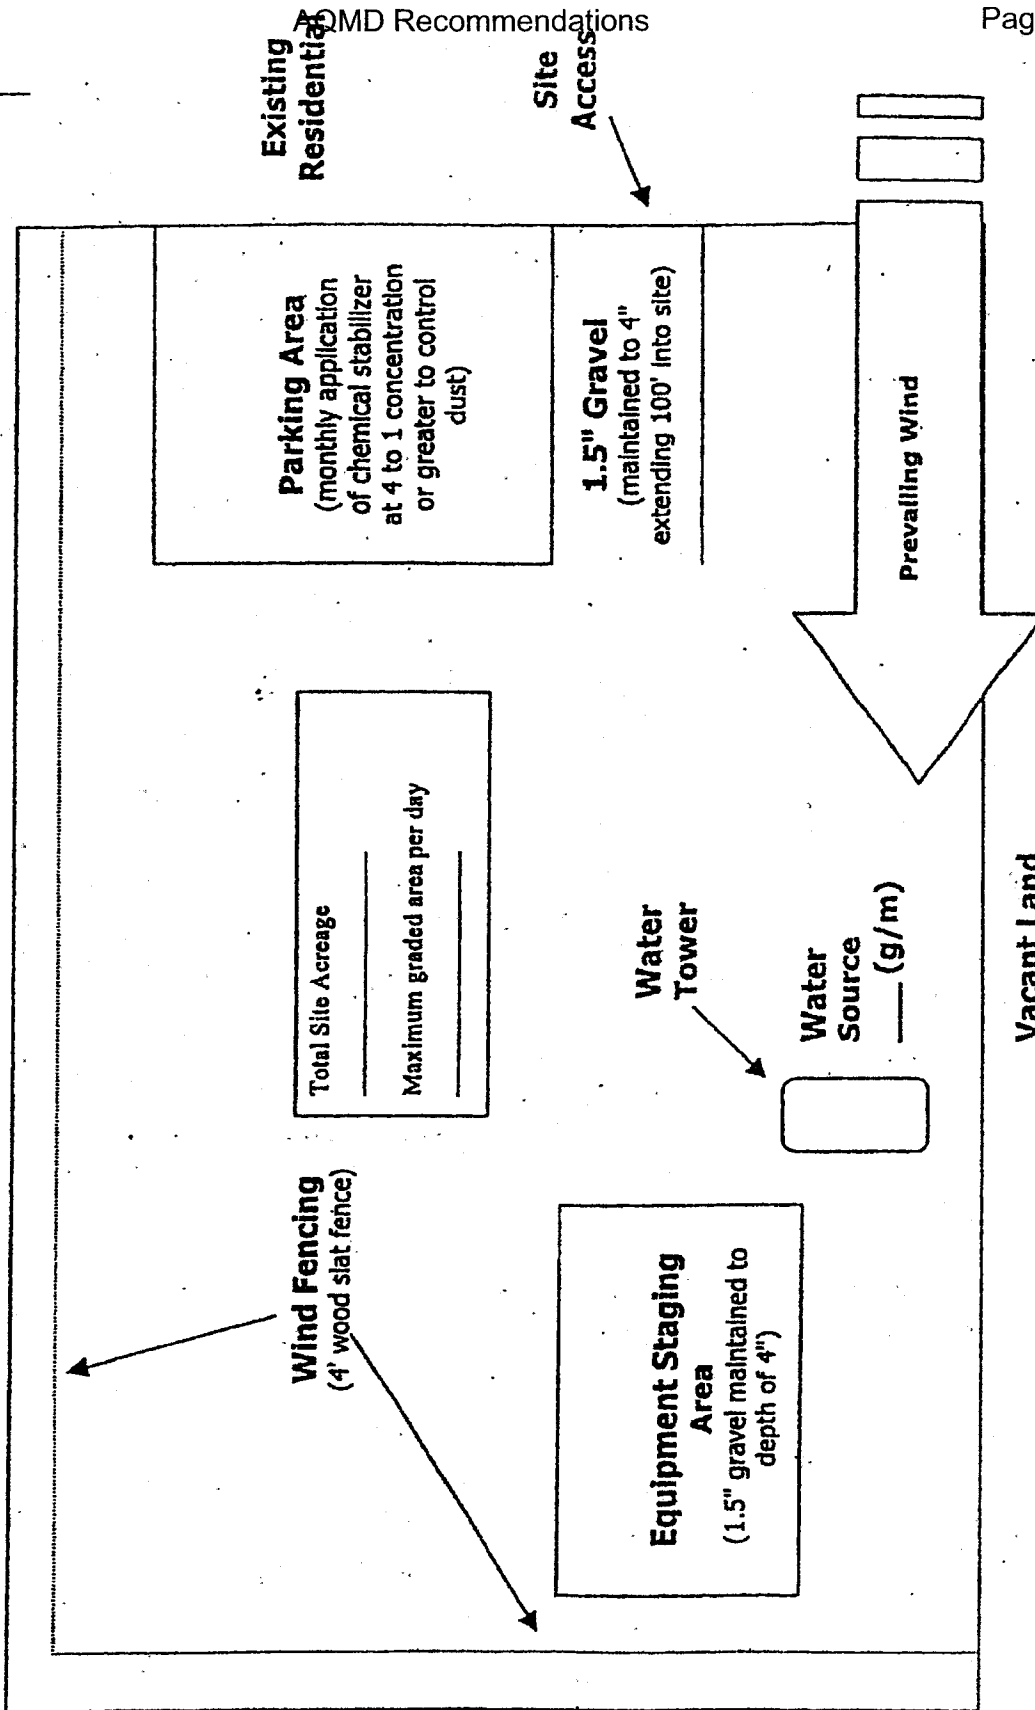 AQMD Recommendations
Pag
Existing
Residential
Site
Access
Parking Area
(monthly application
of chemical stabilizer
at 4 to 1 concentration
or greater to control
dust)
1.5" Gravel
(maintained to 4"
extending 100' into site)
Prevailing Wind
Total Site Acreage
Maximum graded area per day
Water
Tower
Water
Source
____ (g/m)
Vacant Land
Wind Fencing
(4' wood slat fence)
Equipment Staging
Area
(1.5" gravel maintained to
depth of 4")